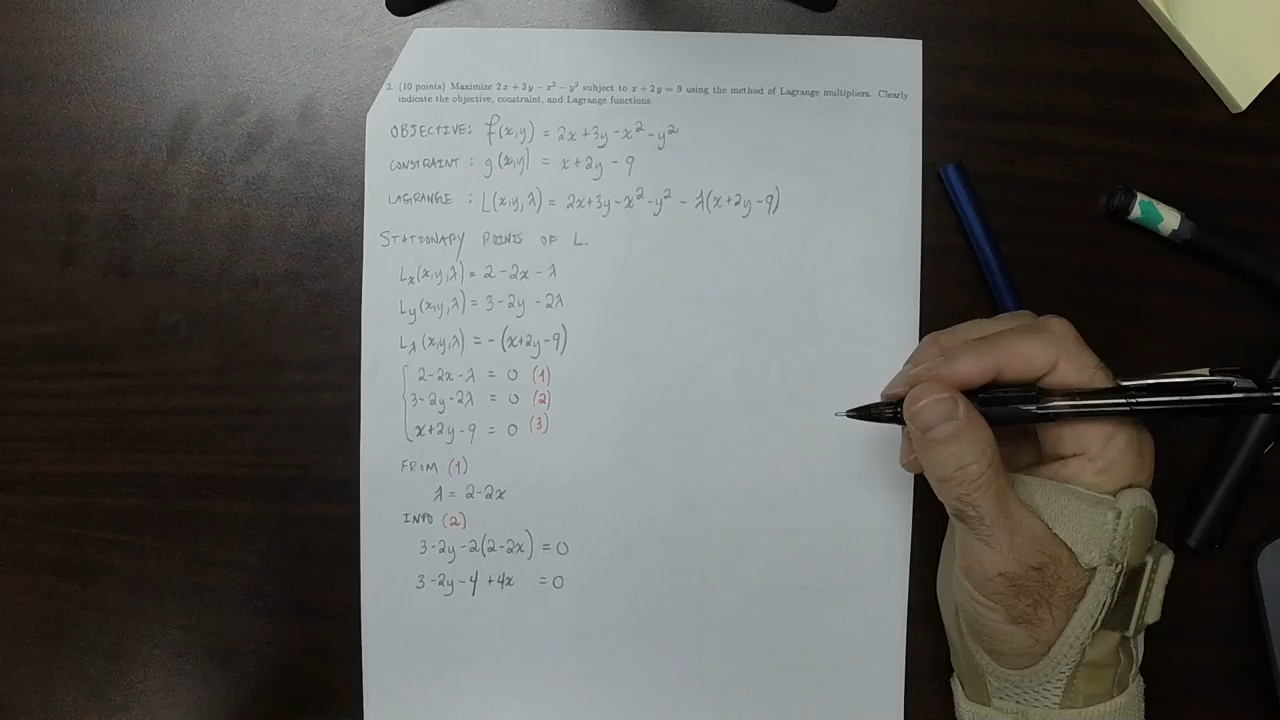 2. (10 points) Maximize 2x + 3y − x² − y² subject to x + 2y = 9 using the method of Lagrange multipliers. Clearly
indicate the objective, constraint, and Lagrange functions
OBJECTIVE: f(x,y) = 2x+3y-x²-y²
CONSTRAINT : g(x,y) = x+2y-9
LAGRANGE : L(x,y,λ) = 2x+3y-x²-y² - λ(x+2y-9)
STATIONARY POINTS OF L.
Lx(x,y,λ) = 2-2x-λ
Ly(x,y,λ) = 3-2y-2λ
Lλ(x,y,λ) = -(x+2y-9)
2-2x-λ = 0 (1)
3-2y-2λ = 0 (2)
x+2y-9 = 0 (3)
FROM (1)
λ = 2-2x
INTO (2)
3-2y-2(2-2x) = 0
3-2y-4+4x = 0